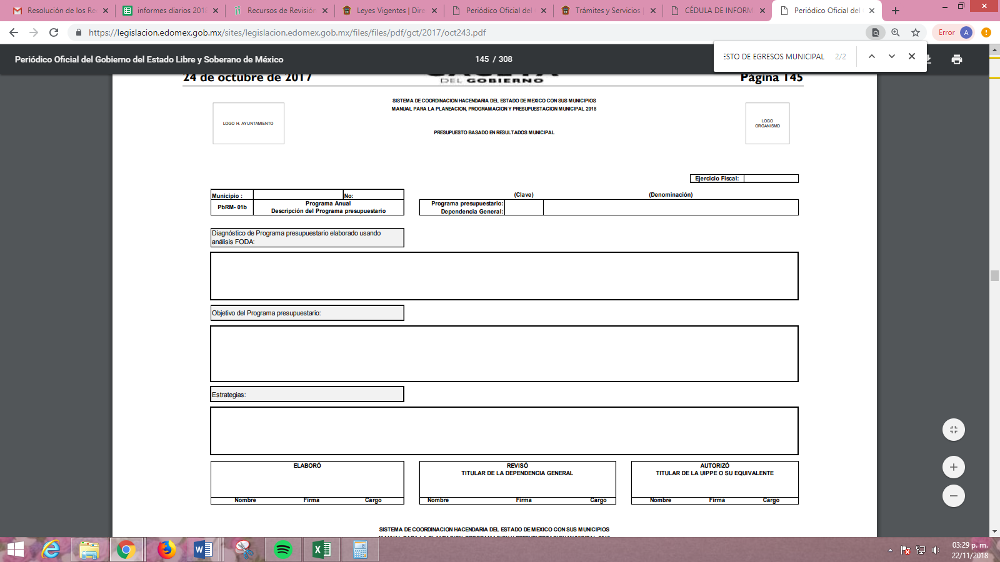 Resolución de los Re
informes diarios 2018
Recursos de Revisión
Leyes Vigentes | Dire
Periódico Oficial del
Trámites y Servicios
CÉDULA DE INFORM
Periódico Oficial del
https://legislacion.edomex.gob.mx/sites/legislacion.edomex.gob.mx/files/files/pdf/gct/2017/oct243.pdf
Error A
Periódico Oficial del Gobierno del Estado Libre y Soberano de México
145 / 308
ESTO DE EGRESOS MUNICIPAL 2/2
24 de octubre de 2017
GACETA
DEL GOBIERNO
Página 145
SISTEMA DE COORDINACION HACENDARIA DEL ESTADO DE MEXICO CON SUS MUNICIPIOS
MANUAL PARA LA PLANEACION, PROGRAMACION Y PRESUPUESTACION MUNICIPAL 2018
LOGO H. AYUNTAMIENTO
LOGO
ORGANISMO
PRESUPUESTO BASADO EN RESULTADOS MUNICIPAL
Ejercicio Fiscal:
Municipio : No:
PbRM- 01b
Programa Anual
Descripción del Programa presupuestario
(Clave) (Denominación)
Programa presupuestario:
Dependencia General:
Diagnóstico de Programa presupuestario elaborado usando
análisis FODA:
Objetivo del Programa presupuestario:
Estrategias:
ELABORÓ
Nombre Firma Cargo
REVISÓ
TITULAR DE LA DEPENDENCIA GENERAL
Nombre Firma Cargo
AUTORIZÓ
TITULAR DE LA UIPPE O SU EQUIVALENTE
Nombre Firma Cargo
SISTEMA DE COORDINACION HACENDARIA DEL ESTADO DE MEXICO CON SUS MUNICIPIOS
03:29 p. m.
22/11/2018